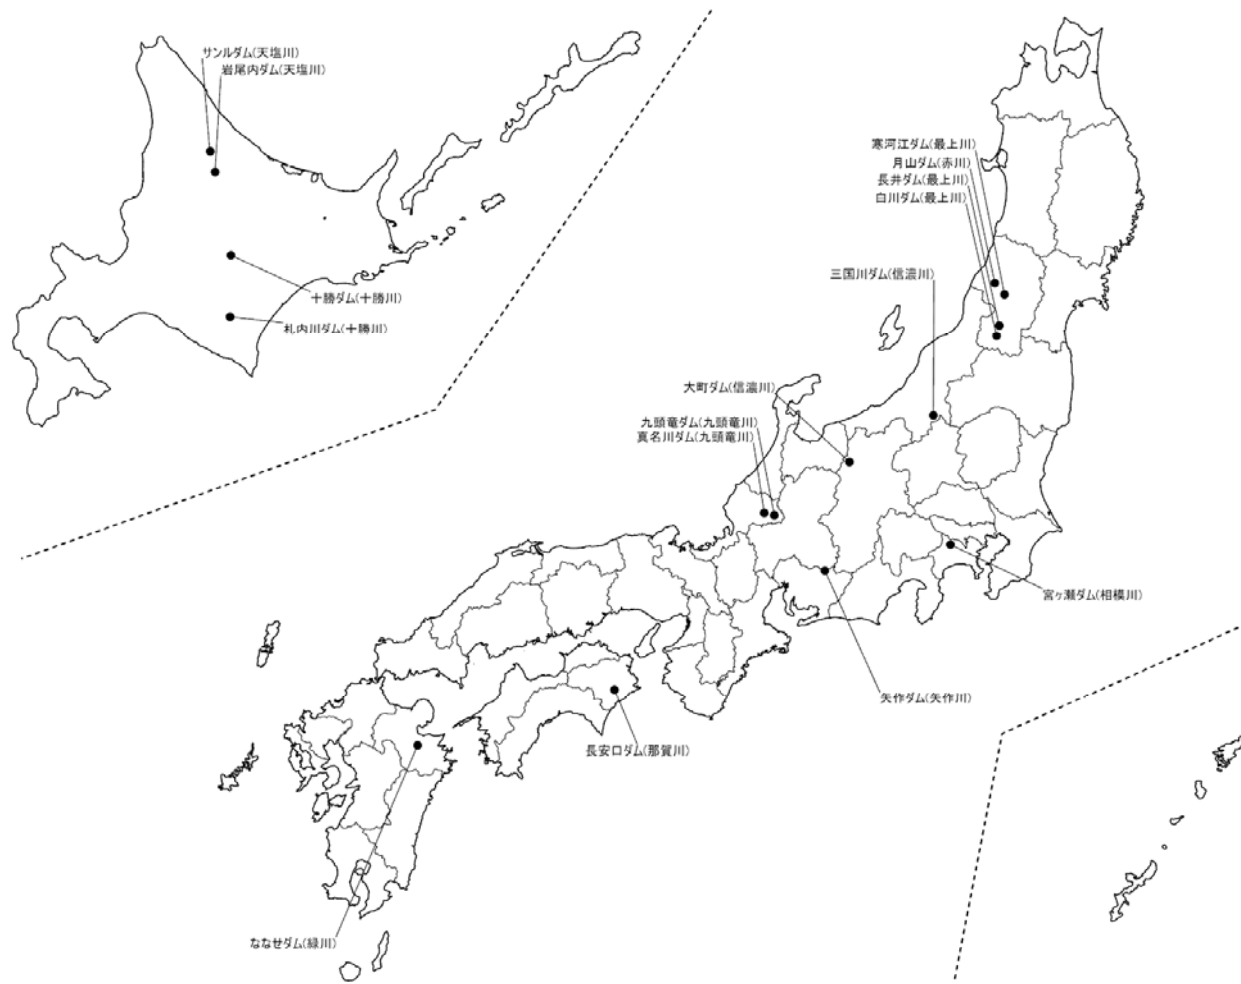 サンルダム(天塩川)
岩尾内ダム(天塩川)
十勝ダム(十勝川)
札内川ダム(十勝川)
寒河江ダム(最上川)
月山ダム(赤川)
長井ダム(最上川)
白川ダム(最上川)
三国川ダム(信濃川)
大町ダム(信濃川)
九頭竜ダム(九頭竜川)
真名川ダム(九頭竜川)
宮ヶ瀬ダム(相模川)
矢作ダム(矢作川)
長安口ダム(那賀川)
ななせダム(緑川)